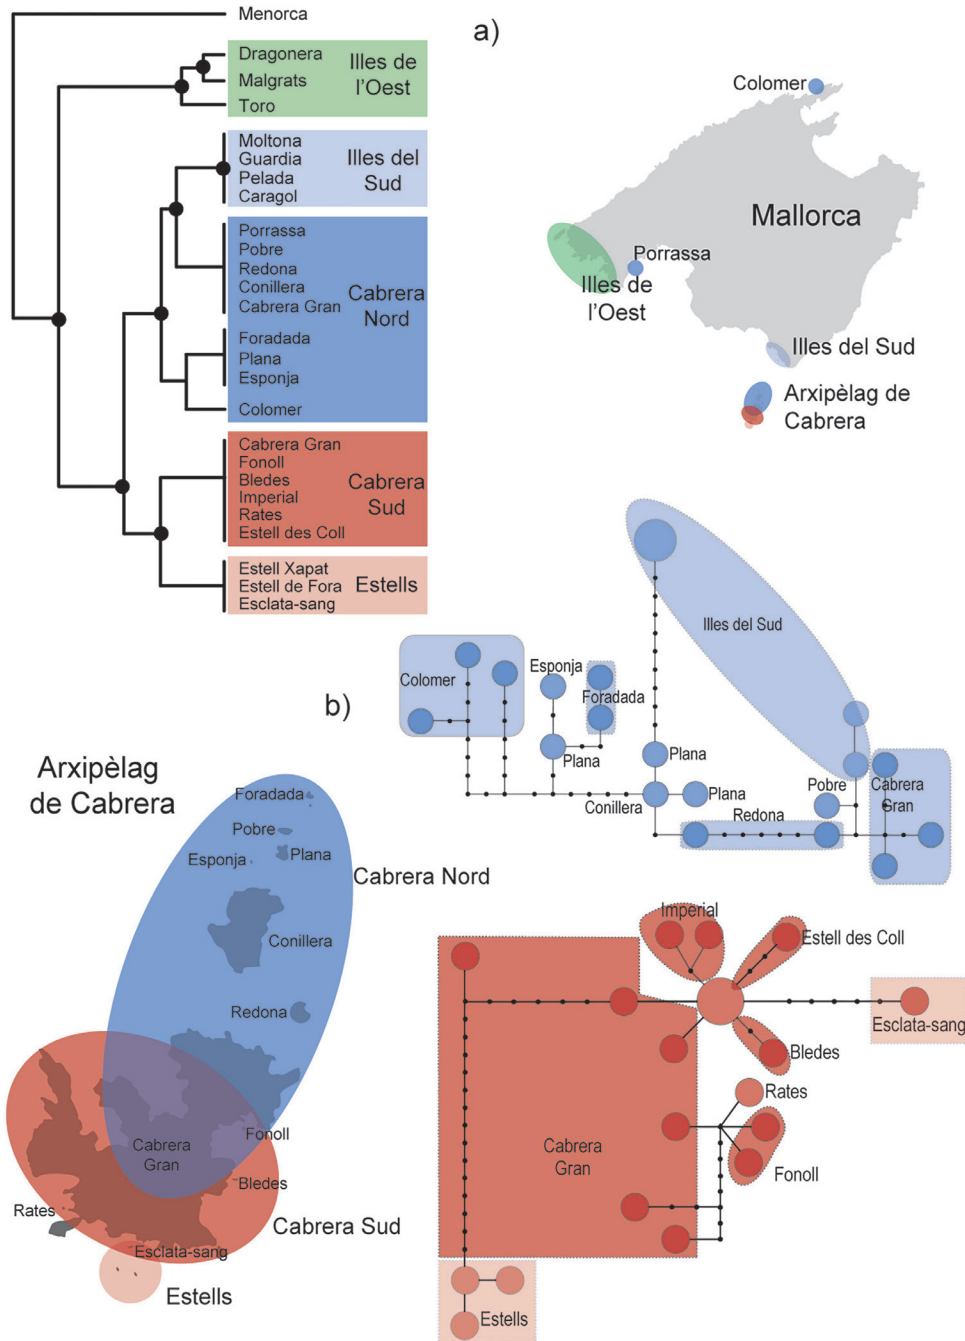 Menorca
Dragonera
Malgrats
Toro
Illes de
l'Oest
Moltona
Guardia
Pelada
Caragol
Illes del
Sud
Porrassa
Pobre
Redona
Conillera
Cabrera Gran
Foradada
Plana
Esponja
Colomer
Cabrera
Nord
Cabrera Gran
Fonoll
Bledes
Imperial
Rates
Estell des Coll
Cabrera
Sud
Estell Xapat
Estell de Fora
Esclata-sang
Estells
a)
Colomer
Mallorca
Porrassa
Illes de
l'Oest
Illes del Sud
Arxipèlag de
Cabrera
b)
Illes del Sud
Colomer
Esponja
Foradada
Plana
Plana
Conillera
Plana
Redona
Pobre
Cabrera
Gran
Imperial
Estell des Coll
Esclata-sang
Bledes
Rates
Fonoll
Cabrera
Gran
Estells
Arxipèlag
de Cabrera
Foradada
Pobre
Esponja
Plana
Cabrera Nord
Conillera
Redona
Fonoll
Cabrera
Gran
Bledes
Rates
Cabrera Sud
Esclata-sang
Estells